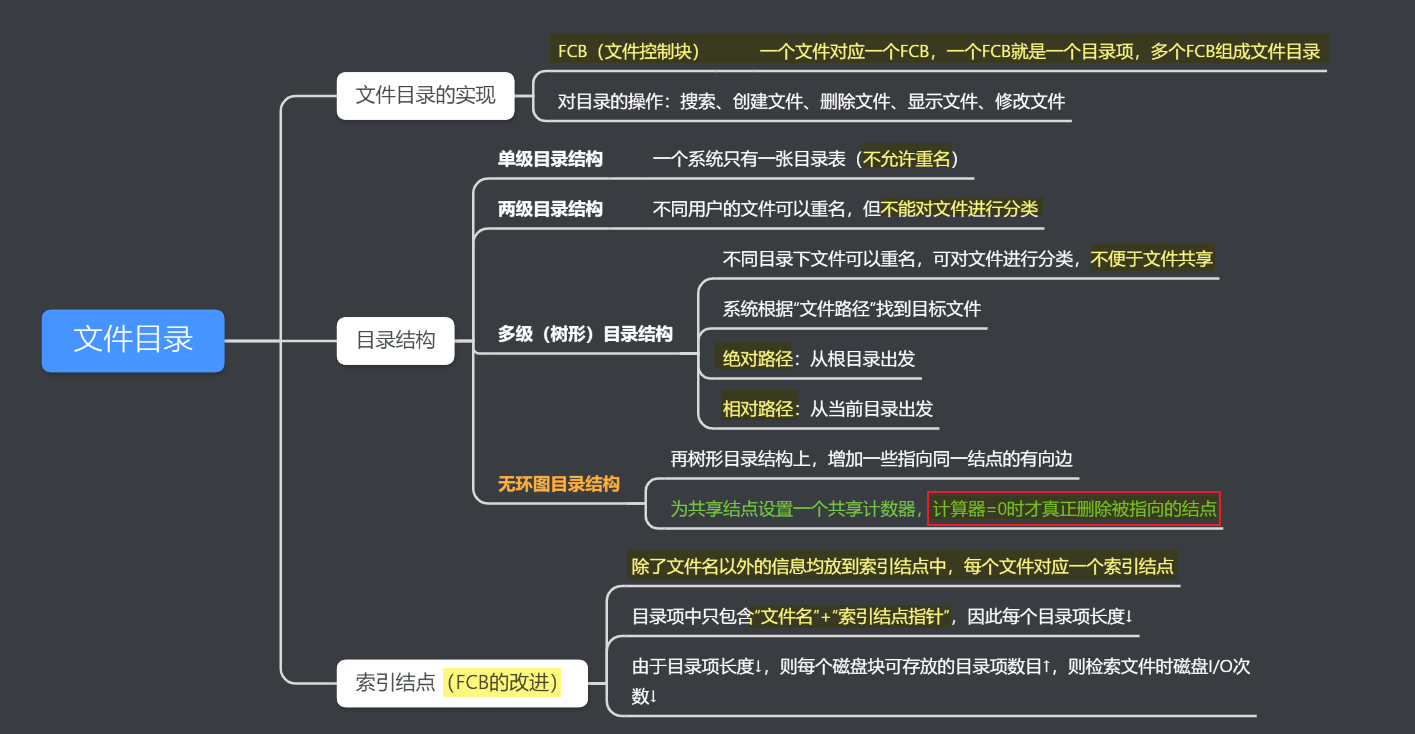 文件目录
文件目录的实现
FCB（文件控制块） 一个文件对应一个FCB，一个FCB就是一个目录项，多个FCB组成文件目录
对目录的操作：搜索、创建文件、删除文件、显示文件、修改文件
目录结构
单级目录结构 一个系统只有一张目录表（不允许重名）
两级目录结构 不同用户的文件可以重名，但不能对文件进行分类
多级（树形）目录结构
不同目录下文件可以重名，可对文件进行分类，不便于文件共享
系统根据“文件路径”找到目标文件
绝对路径：从根目录出发
相对路径：从当前目录出发
无环图目录结构
再树形目录结构上，增加一些指向同一结点的有向边
为共享结点设置一个共享计数器，计算器=0时才真正删除被指向的结点
索引结点（FCB的改进）
除了文件名以外的信息均放到索引结点中，每个文件对应一个索引结点
目录项中只包含“文件名”+“索引结点指针”，因此每个目录项长度↓
由于目录项长度↓，则每个磁盘块可存放的目录项数目↑，则检索文件时磁盘I/O次
数↓